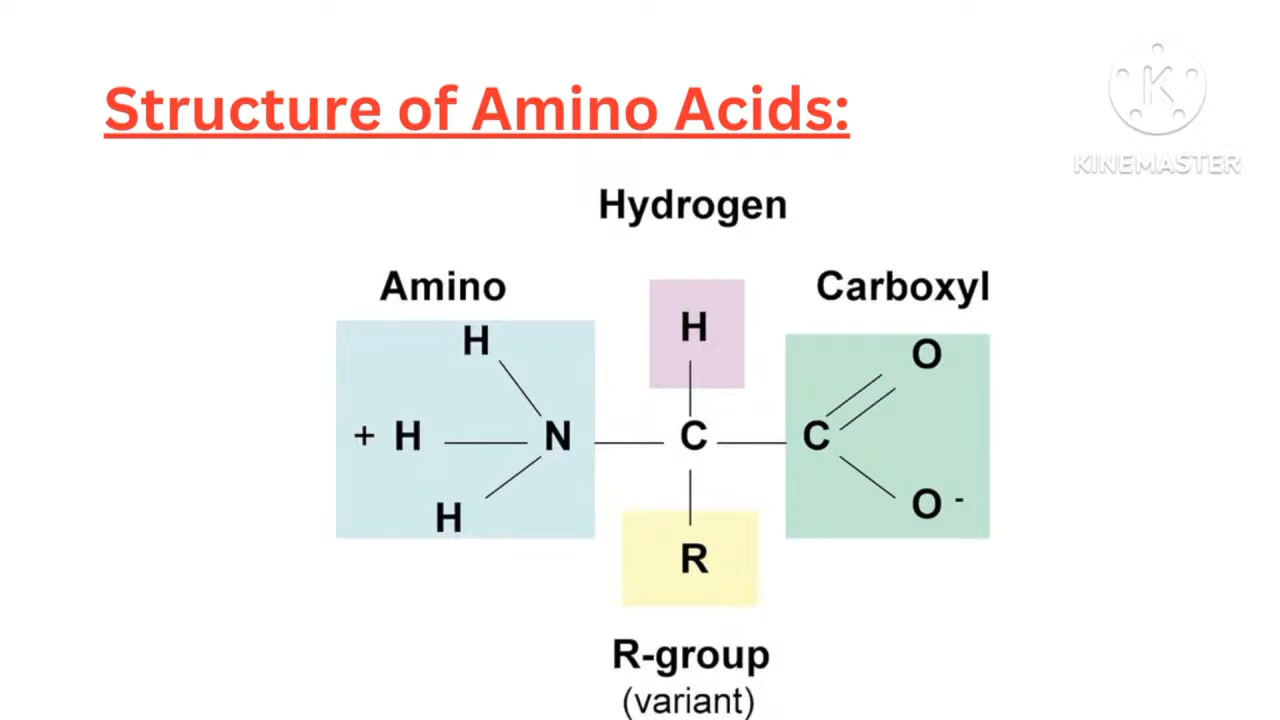 Structure of Amino Acids:
K
KINEMASTER
Hydrogen
Amino
Carboxyl
H
H
O
+ H
N
C
C
H
O -
R
R-group
(variant)